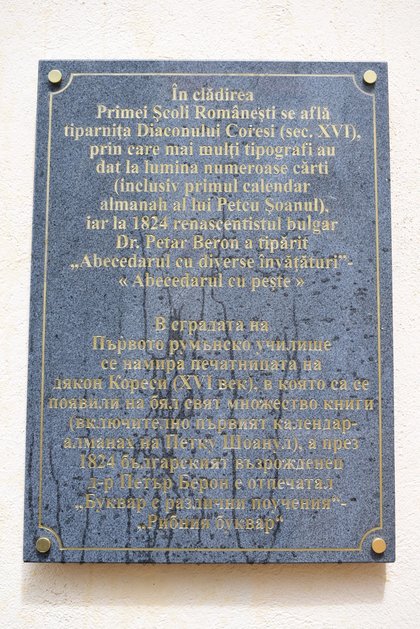 În clădirea
Primei Şcoli Româneşti se află
tiparniţa Diaconului Coresi (sec. XVI),
prin care mai mulţi tipografi au
dat la lumina numeroase cărti
(inclusiv primul calendar
almanah al lui Petcu Şoanul),
iar la 1824 renascentistul bulgar
Dr. Petar Beron a tipărit
„Abecedarul cu diverse învăţături”-
« Abecedarul cu peşte »
В сградата на
Първото румънско училище
се намира печатницата на
дякон Кореси (XVI век), в която са се
появили на бял свят множество книги
(включително първият календар-
алманах на Петку Шоанул), а през
1824 българският възрожденец
д-р Петър Берон е отпечатал
„Буквар с различни поучения“-
„Рибния буквар“